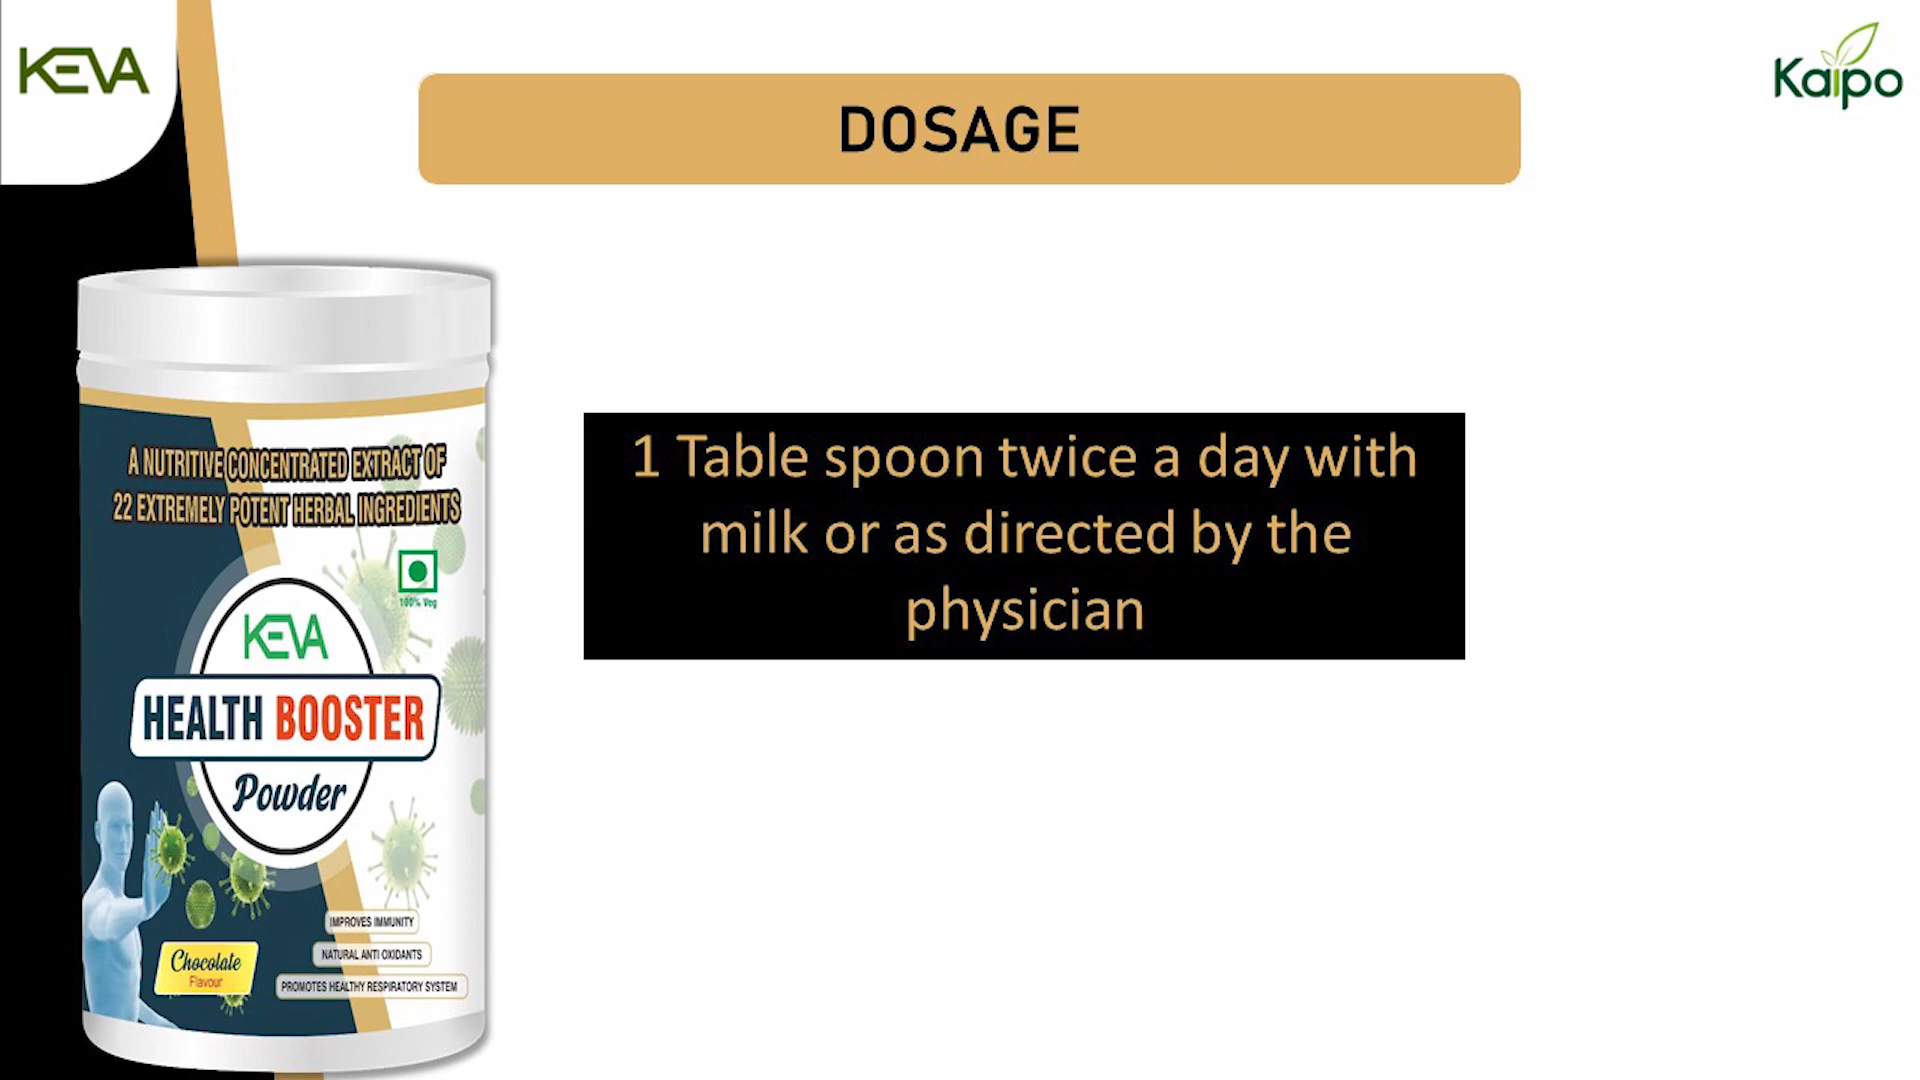 KEVA
Kaipo
DOSAGE
1 Table spoon twice a day with
milk or as directed by the
physician
A NUTRITIVE CONCENTRATED EXTRACT OF
22 EXTREMELY POTENT HERBAL INGREDIENTS
100% Veg
KEVA
HEALTH BOOSTER
Powder
IMPROVES IMMUNITY
NATURAL ANTI OXIDANTS
PROMOTES HEALTHY RESPIRATORY SYSTEM
Chocolate
Flavour